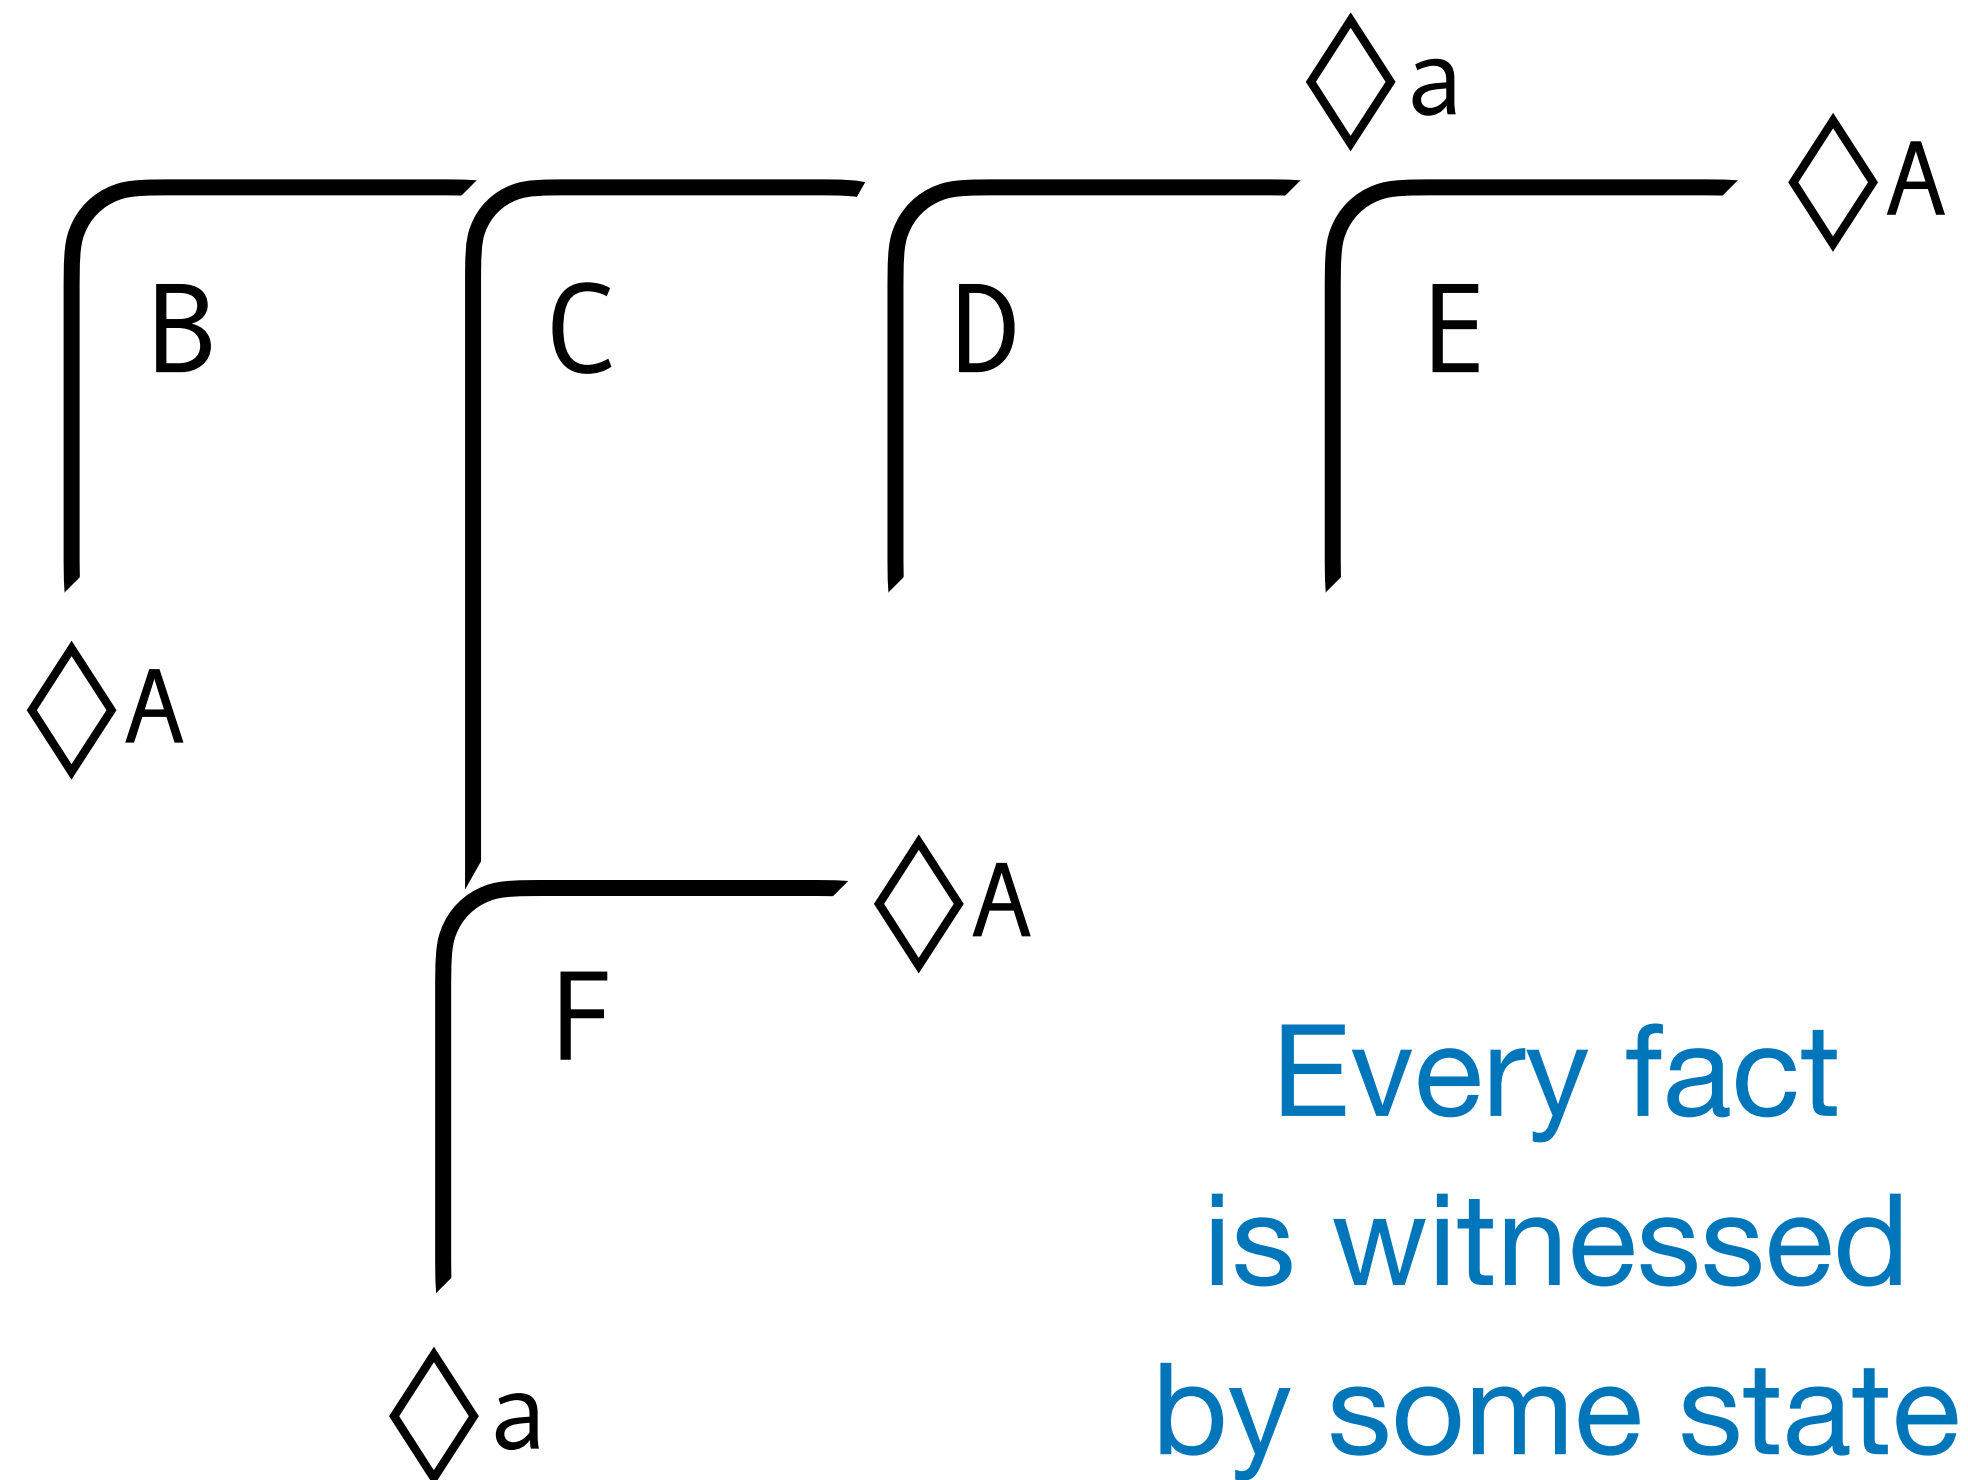 ◇a
◇A
B C D E
◇A
◇A
F
Every fact
is witnessed
by some state
◇a